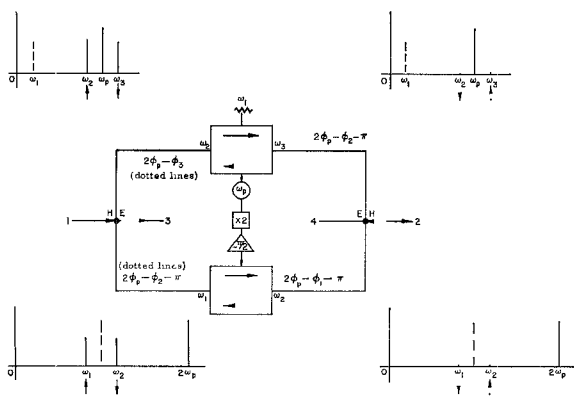 0 ω₁ ω₂ ωₚ ω₃
0 ω₁ ω₂ ωₚ ω₃
ω₁
ω₂ ω₃
2φₚ−φ₃
(dotted lines)
2φₚ−φ₂−π
ωₚ
×2
1 H E 3
4 E H 2
−π/2
(dotted lines)
2φₚ−φ₂−π
2φₚ−φ₁−π
ω₁ ω₂
0 ω₁ ω₂ 2ωₚ
0 ω₁ ω₂ 2ωₚ